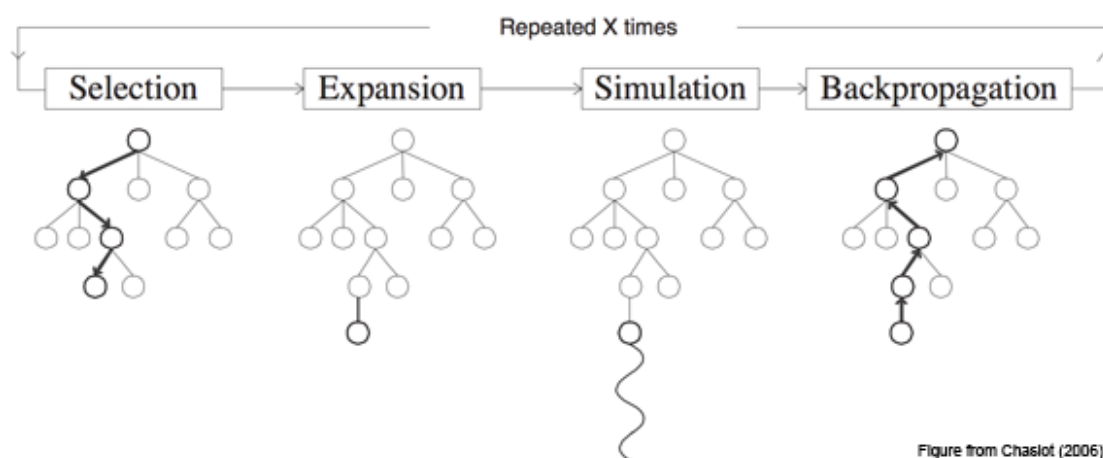 Repeated X times
Selection
Expansion
Simulation
Backpropagation
Figure from Chaslot (2006)